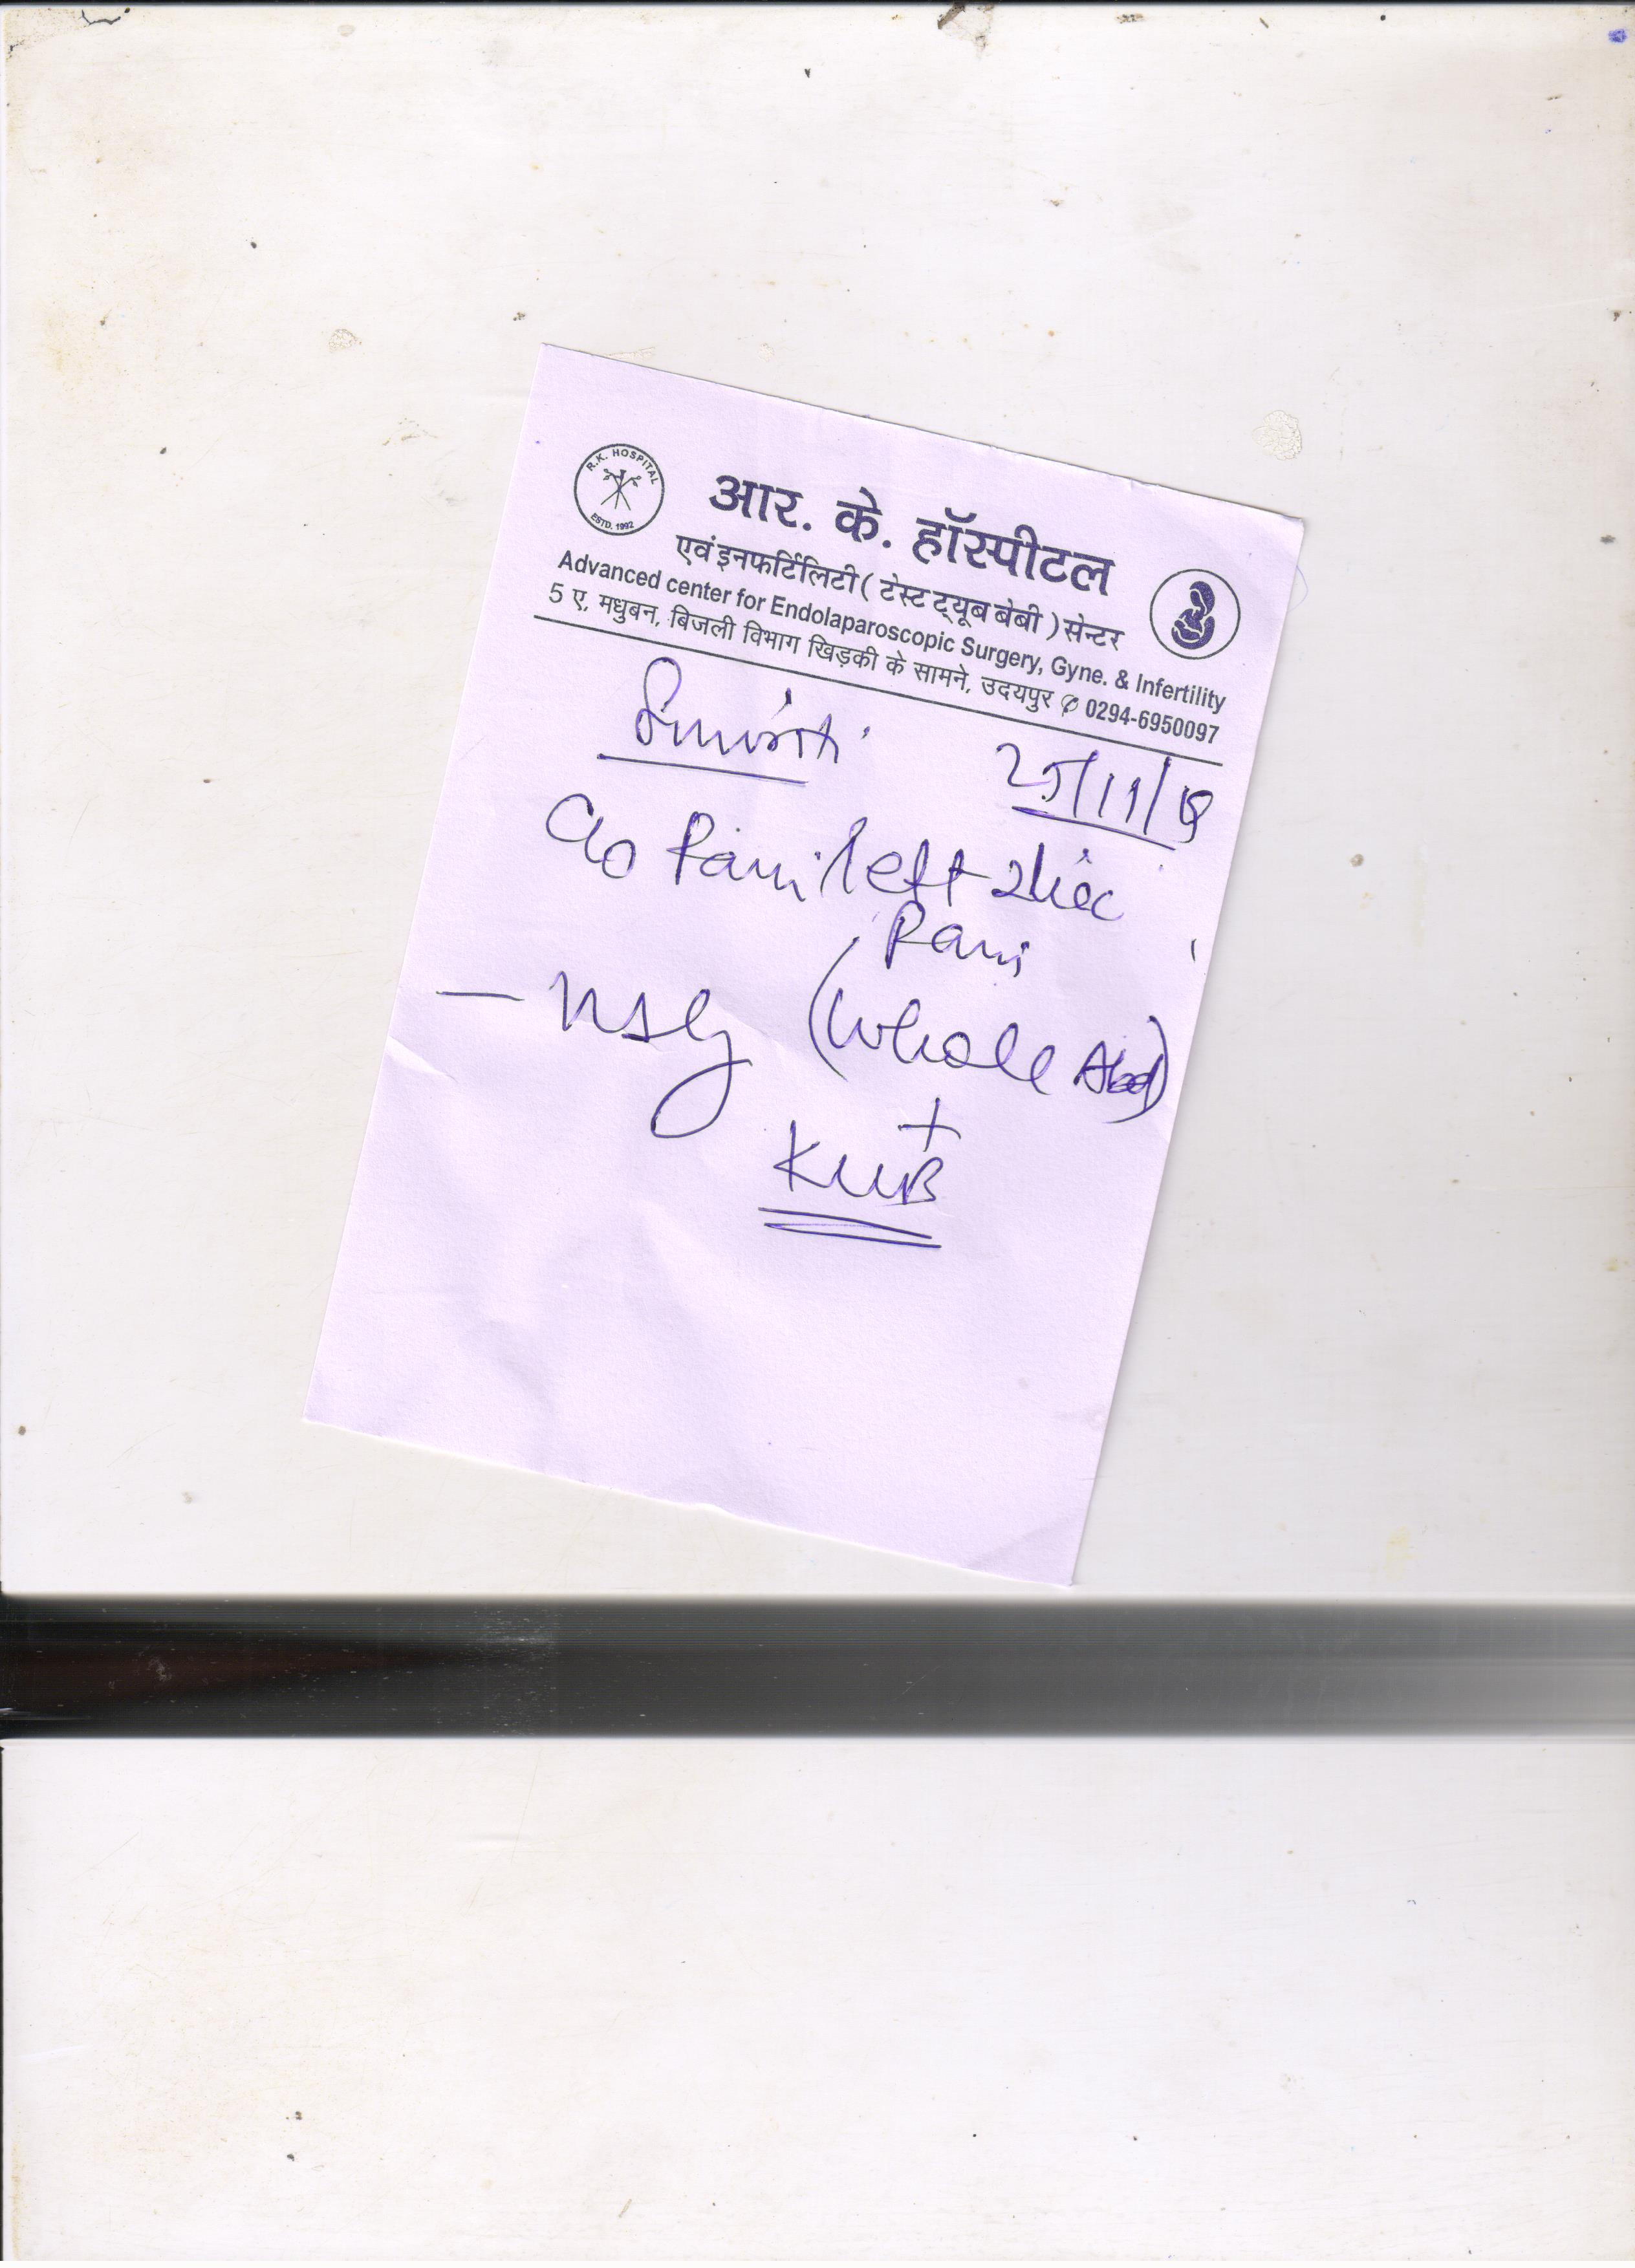 R.K. HOSPITAL
ESTD. 1992
आर. के. हॉस्पीटल
एवं इनफर्टिलिटी ( टेस्ट ट्यूब बेबी ) सेन्टर
Advanced center for Endolaparoscopic Surgery, Gyne. & Infertility
5 ए, मधुबन, बिजली विभाग खिड़की के सामने, उदयपुर ✆ 0294-6950097
25/11/18
c/o Pain left iliac
Pain
- USG (Whole Abd)
+
KUB